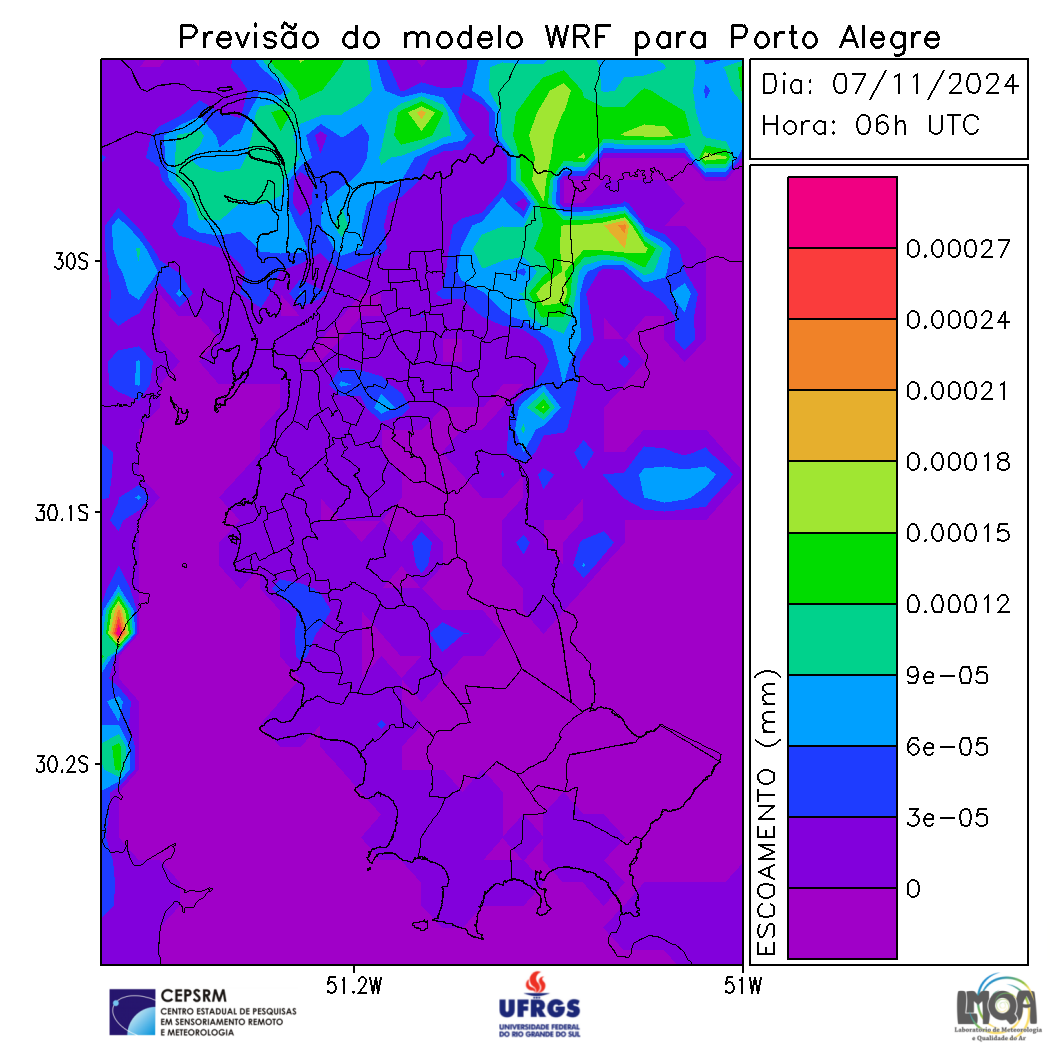 Previsão do modelo WRF para Porto Alegre
Dia: 07/11/2024
Hora: 06h UTC
30S
30.1S
30.2S
51.2W
51W
ESCOAMENTO (mm)
0.00027
0.00024
0.00021
0.00018
0.00015
0.00012
9e-05
6e-05
3e-05
0
CEPSRM
CENTRO ESTADUAL DE PESQUISAS
EM SENSORIAMENTO REMOTO
E METEOROLOGIA
UFRGS
UNIVERSIDADE FEDERAL
DO RIO GRANDE DO SUL
LMQA
Laboratório de Meteorologia
e Qualidade do Ar